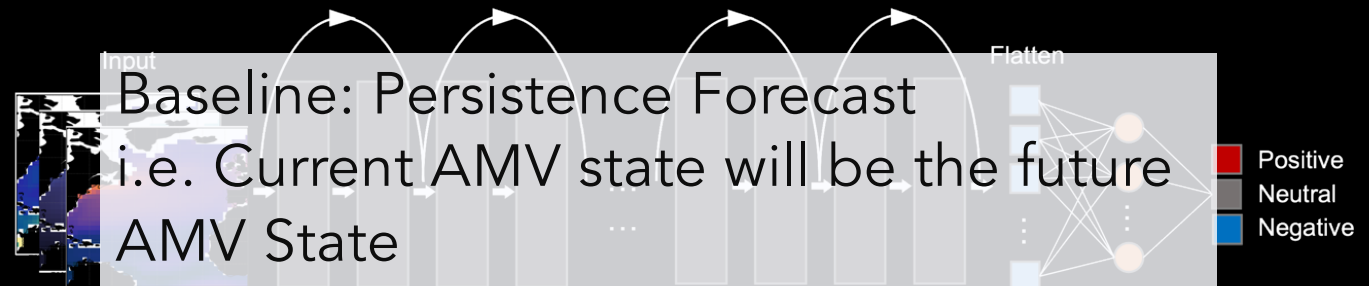 Input
Flatten
Baseline: Persistence Forecast
i.e. Current AMV state will be the future
AMV State
Positive
Neutral
Negative